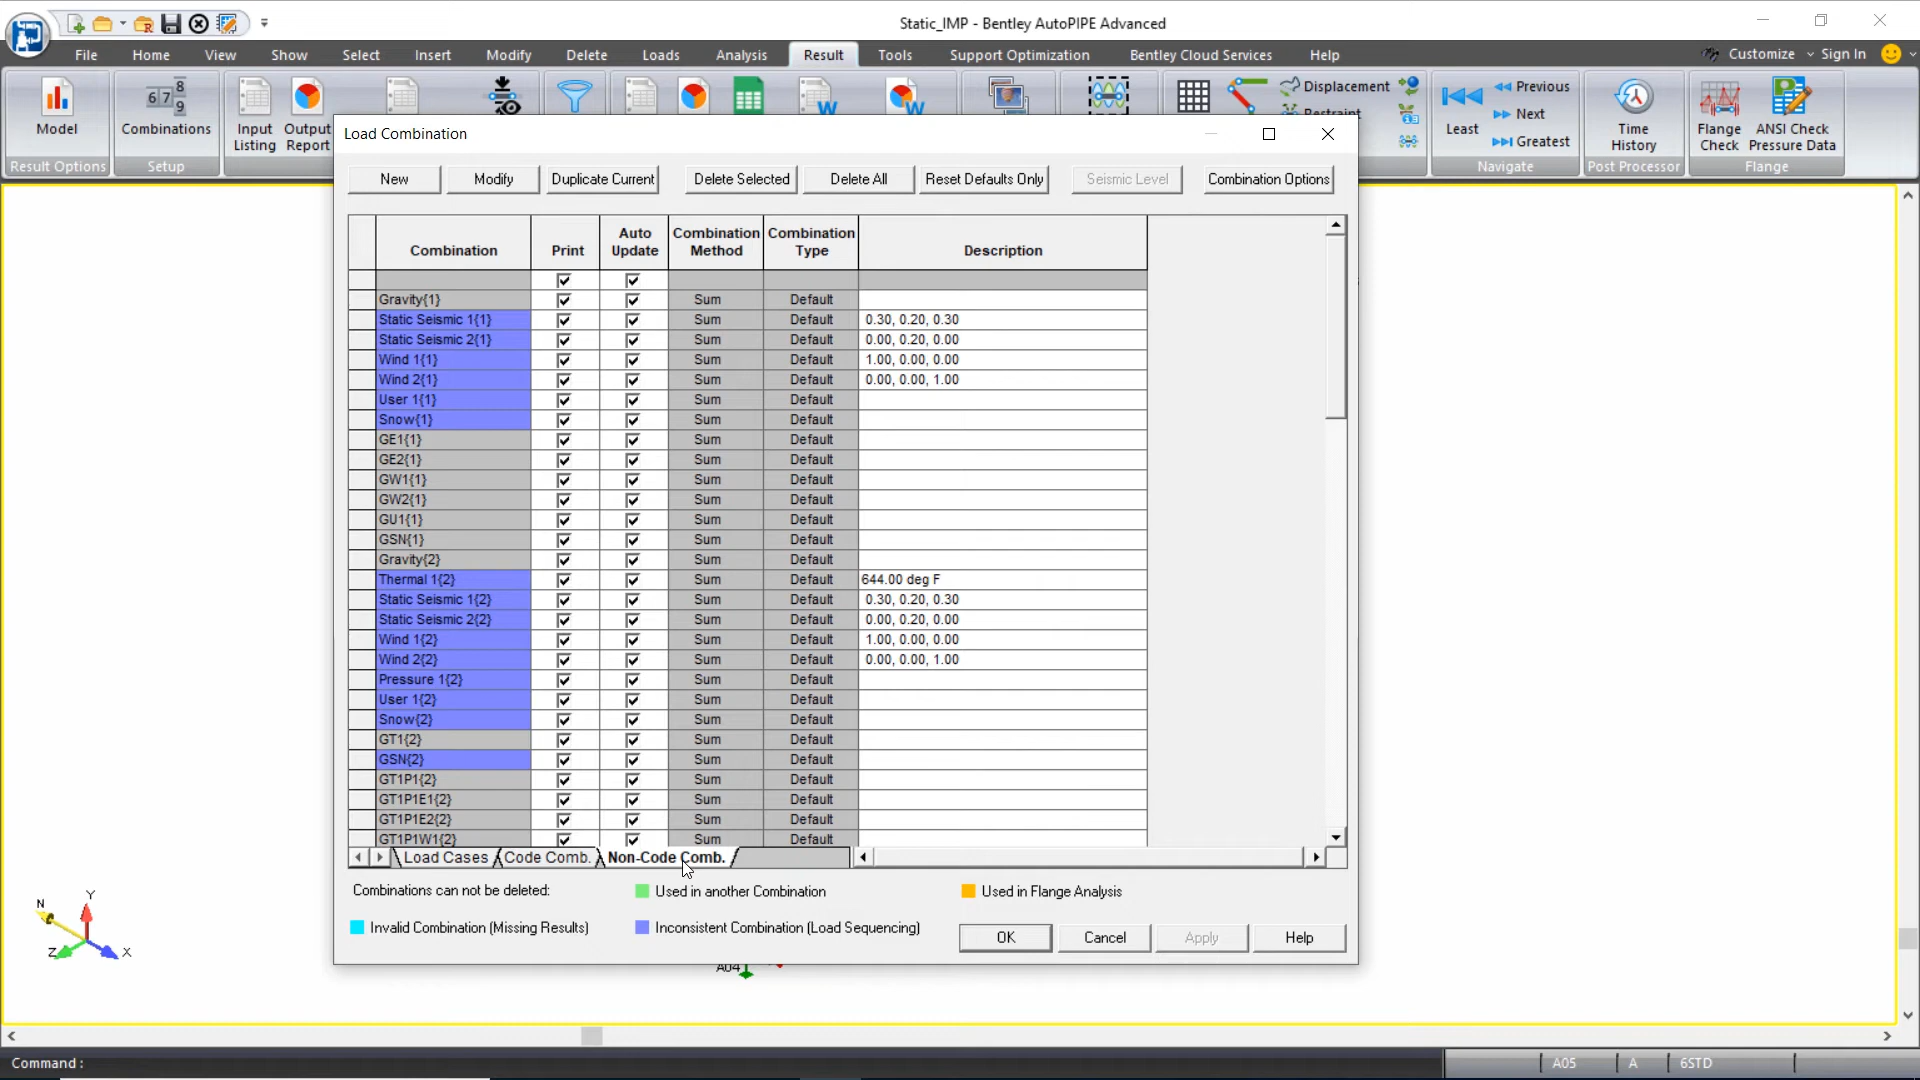 Static_IMP - Bentley AutoPIPE Advanced
File Home View Show Select Insert Modify Delete Loads Analysis Result Tools Support Optimization Bentley Cloud Services Help Customize Sign In
Model
Result Options
Combinations
Setup
Input Listing
Output Report
Displacement
Least
Previous
Next
Greatest
Navigate
Time History
Post Processor
Flange Check
ANSI Check Pressure Data
Flange
Load Combination
New Modify Duplicate Current Delete Selected Delete All Reset Defaults Only Seismic Level Combination Options
Combination Print Auto Update Combination Method Combination Type Description
Gravity{1} Sum Default
Static Seismic 1{1} Sum Default 0.30, 0.20, 0.30
Static Seismic 2{1} Sum Default 0.00, 0.20, 0.00
Wind 1{1} Sum Default 1.00, 0.00, 0.00
Wind 2{1} Sum Default 0.00, 0.00, 1.00
User 1{1} Sum Default
Snow{1} Sum Default
GE1{1} Sum Default
GE2{1} Sum Default
GW1{1} Sum Default
GW2{1} Sum Default
GU1{1} Sum Default
GSN{1} Sum Default
Gravity{2} Sum Default
Thermal 1{2} Sum Default 644.00 deg F
Static Seismic 1{2} Sum Default 0.30, 0.20, 0.30
Static Seismic 2{2} Sum Default 0.00, 0.20, 0.00
Wind 1{2} Sum Default 1.00, 0.00, 0.00
Wind 2{2} Sum Default 0.00, 0.00, 1.00
Pressure 1{2} Sum Default
User 1{2} Sum Default
Snow{2} Sum Default
GT1{2} Sum Default
GSN{2} Sum Default
GT1P1{2} Sum Default
GT1P1E1{2} Sum Default
GT1P1E2{2} Sum Default
GT1P1W1{2} Sum Default
Load Cases Code Comb. Non-Code Comb.
Combinations can not be deleted: Used in another Combination Used in Flange Analysis
Invalid Combination (Missing Results) Inconsistent Combination (Load Sequencing)
OK Cancel Apply Help
N Y Z X
A04
Command: A05 A 6STD